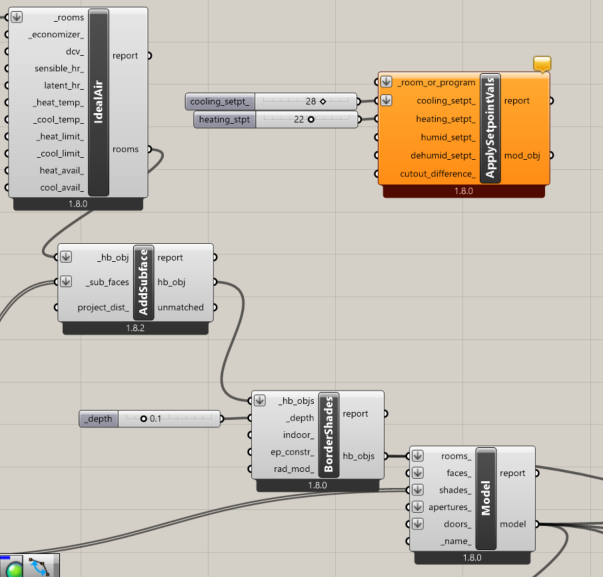 _rooms
_economizer_
dcv_
sensible_hr_
latent_hr_
_heat_temp_
_cool_temp_
_heat_limit_
_cool_limit_
heat_avail_
cool_avail_
IdealAir
report
rooms
1.8.0
cooling_setpt_ 28
heating_stpt 22
_room_or_program
cooling_setpt_
heating_setpt_
humid_setpt_
dehumid_setpt_
cutout_difference_
ApplySetpointVals
report
mod_obj
1.8.0
_hb_obj
_sub_faces
project_dist_
AddSubface
report
hb_obj
unmatched
1.8.2
_depth 0.1
_hb_objs
_depth
indoor_
ep_constr_
rad_mod_
BorderShades
report
hb_objs
1.8.0
rooms_
faces_
shades_
apertures_
doors_
_name_
Model
report
model
1.8.0